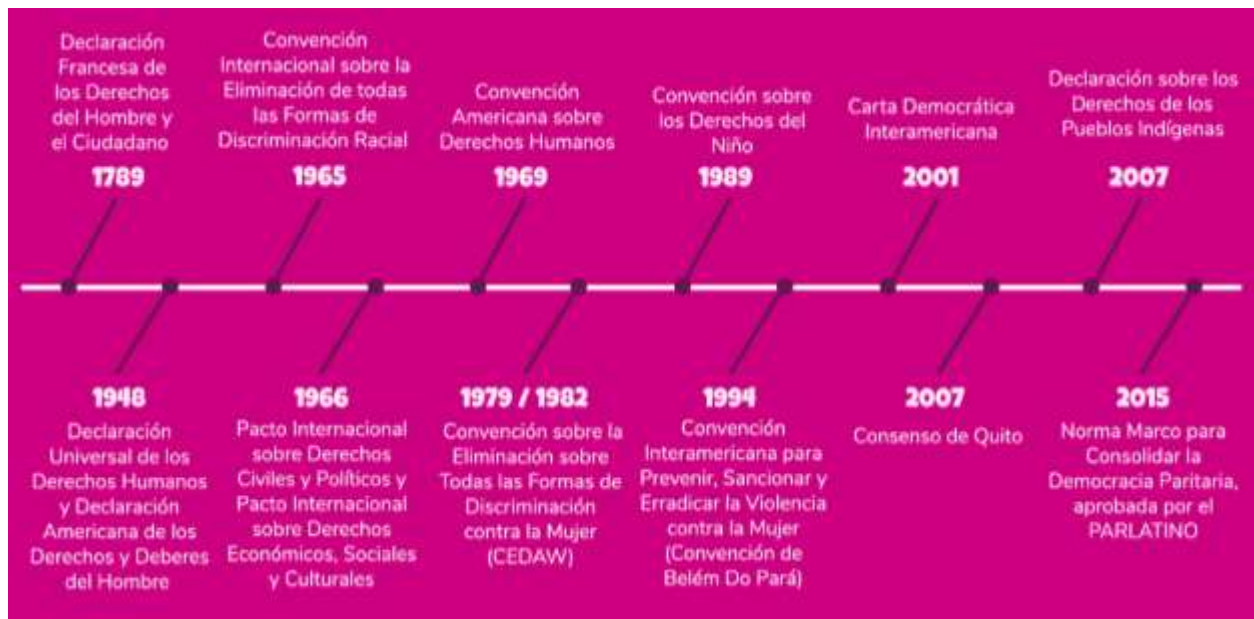 Declaración
Francesa de
los Derechos
del Hombre y
el Ciudadano
1789
Convención
Internacional sobre la
Eliminación de todas
las Formas de
Discriminación Racial
1965
Convención
Americana sobre
Derechos Humanos
1969
Convención sobre
los Derechos del
Niño
1989
Carta Democrática
Interamericana
2001
Declaración sobre los
Derechos de los
Pueblos Indígenas
2007
1948
Declaración
Universal de los
Derechos Humanos
y Declaración
Americana de los
Derechos y Deberes
del Hombre
1966
Pacto Internacional
sobre Derechos
Civiles y Políticos y
Pacto Internacional
sobre Derechos
Económicos, Sociales
y Culturales
1979 / 1982
Convención sobre la
Eliminación sobre
Todas las Formas de
Discriminación
contra la Mujer
(CEDAW)
1994
Convención
Interamericana para
Prevenir, Sancionar y
Erradicar la Violencia
contra la Mujer
(Convención de
Belém Do Pará)
2007
Consenso de Quito
2015
Norma Marco para
Consolidar la
Democracia Paritaria,
aprobada por el
PARLATINO